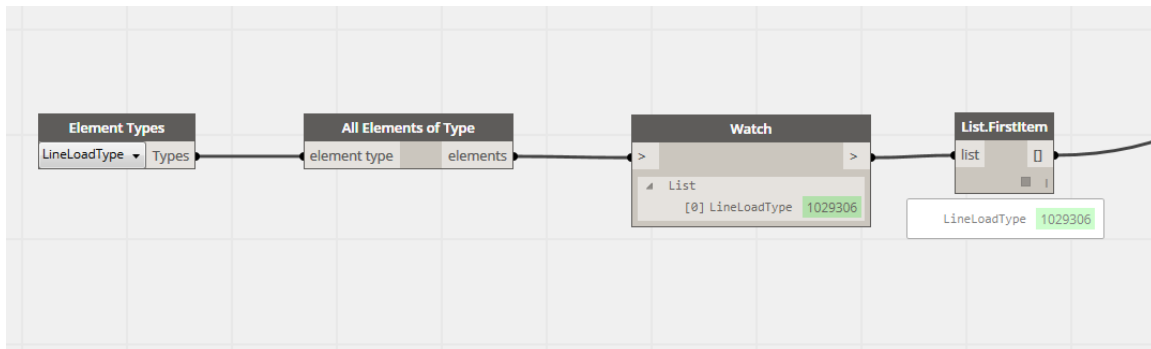 Element Types
LineLoadType Types
All Elements of Type
element type elements
Watch
> >
List
[0] LineLoadType 1029306
List.FirstItem
list []
LineLoadType 1029306